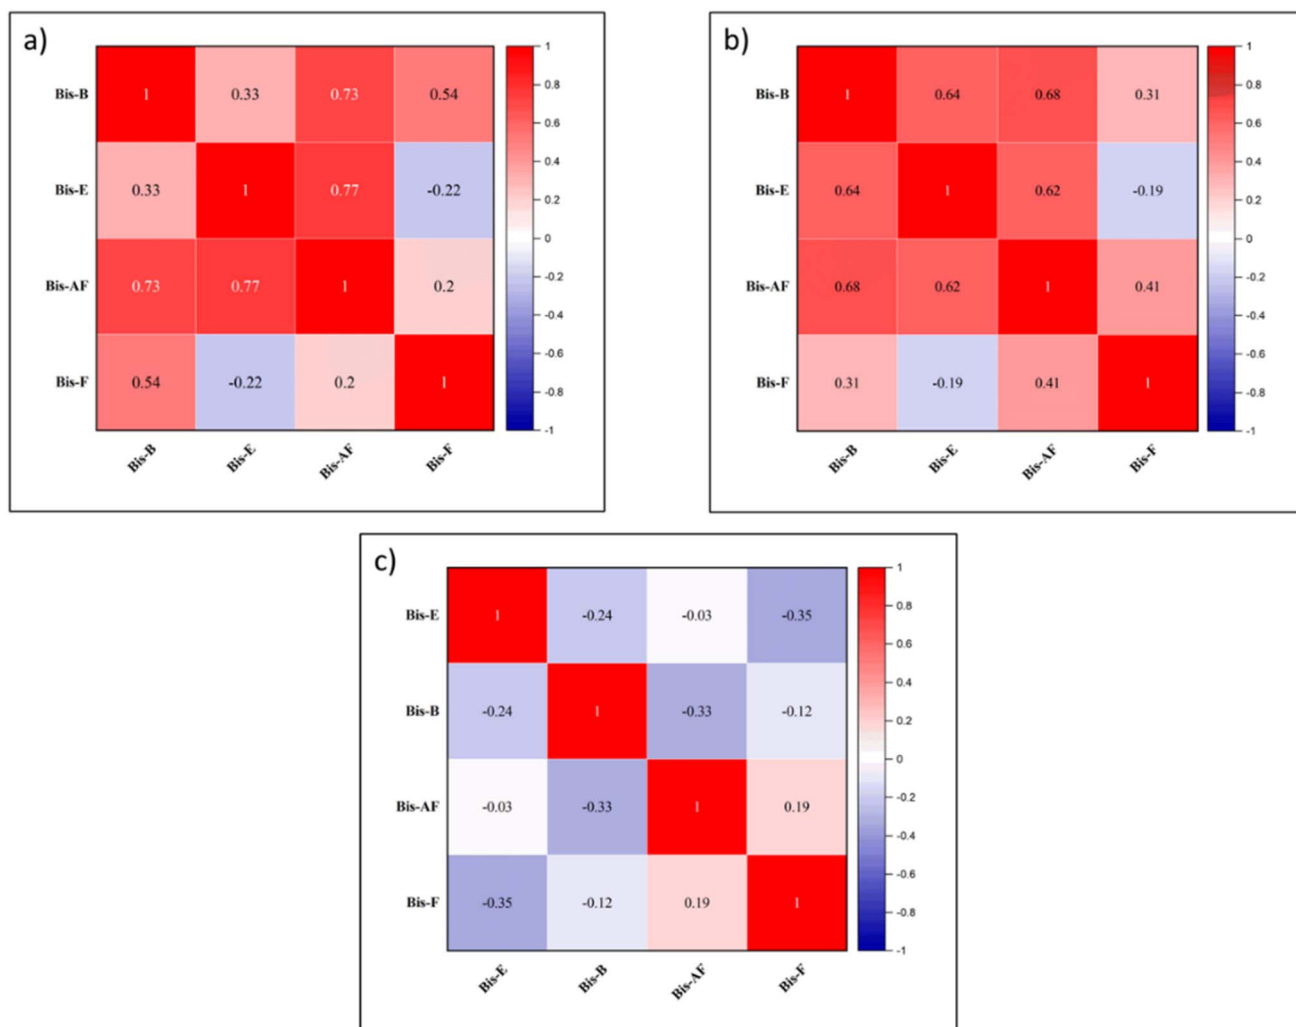 a)
Bis-B 1 0.33 0.73 0.54
Bis-E 0.33 1 0.77 -0.22
Bis-AF 0.73 0.77 1 0.2
Bis-F 0.54 -0.22 0.2 1
Bis-B Bis-E Bis-AF Bis-F
1
0.8
0.6
0.4
0.2
0
-0.2
-0.4
-0.6
-0.8
-1
b)
Bis-B 1 0.64 0.68 0.31
Bis-E 0.64 1 0.62 -0.19
Bis-AF 0.68 0.62 1 0.41
Bis-F 0.31 -0.19 0.41 1
Bis-B Bis-E Bis-AF Bis-F
1
0.8
0.6
0.4
0.2
0
-0.2
-0.4
-0.6
-0.8
-1
c)
Bis-E 1 -0.24 -0.03 -0.35
Bis-B -0.24 1 -0.33 -0.12
Bis-AF -0.03 -0.33 1 0.19
Bis-F -0.35 -0.12 0.19 1
Bis-E Bis-B Bis-AF Bis-F
1
0.8
0.6
0.4
0.2
0
-0.2
-0.4
-0.6
-0.8
-1